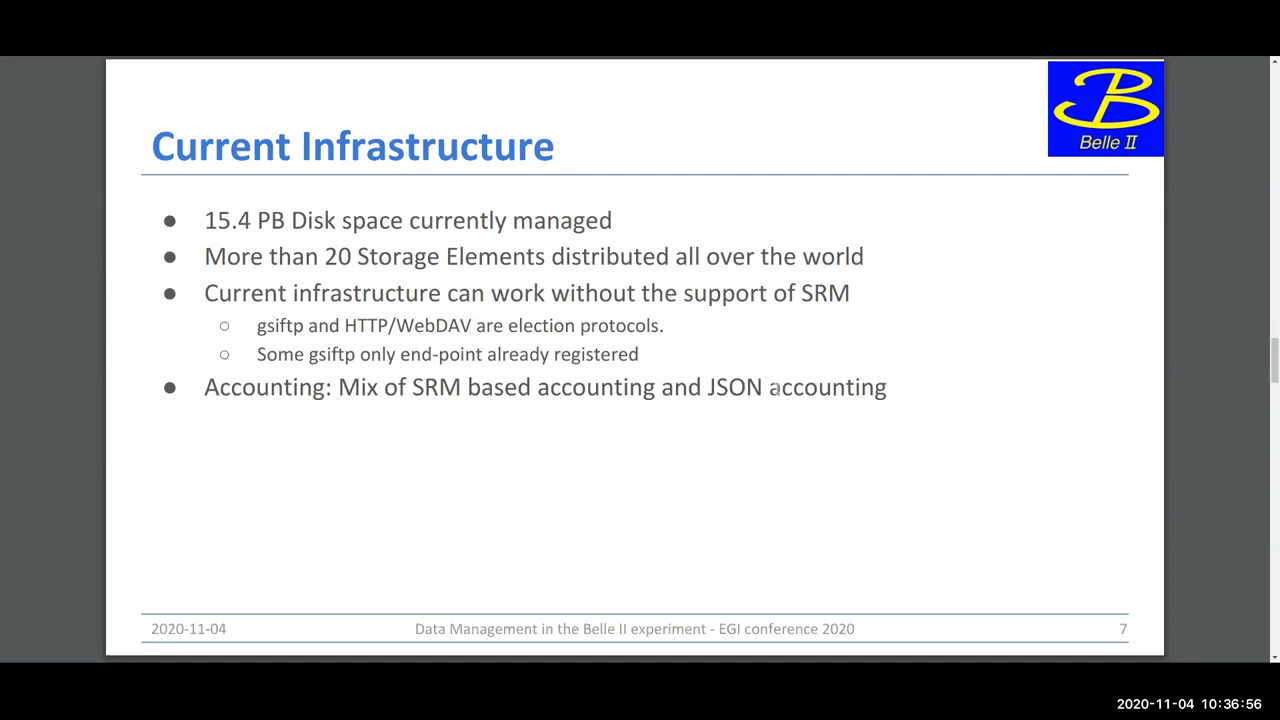 B
Belle II
Current Infrastructure
● 15.4 PB Disk space currently managed
● More than 20 Storage Elements distributed all over the world
● Current infrastructure can work without the support of SRM
○ gsiftp and HTTP/WebDAV are election protocols.
○ Some gsiftp only end-point already registered
● Accounting: Mix of SRM based accounting and JSON accounting
2020-11-04 Data Management in the Belle II experiment - EGI conference 2020 7
2020-11-04 10:36:56